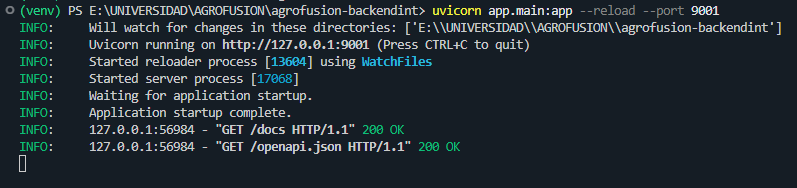 (venv) PS E:\UNIVERSIDAD\AGROFUSION\agrofusion-backendint> uvicorn app.main:app --reload --port 9001
INFO:     Will watch for changes in these directories: ['E:\\UNIVERSIDAD\\AGROFUSION\\agrofusion-backendint']
INFO:     Uvicorn running on http://127.0.0.1:9001 (Press CTRL+C to quit)
INFO:     Started reloader process [13604] using WatchFiles
INFO:     Started server process [17068]
INFO:     Waiting for application startup.
INFO:     Application startup complete.
INFO:     127.0.0.1:56984 - "GET /docs HTTP/1.1" 200 OK
INFO:     127.0.0.1:56984 - "GET /openapi.json HTTP/1.1" 200 OK